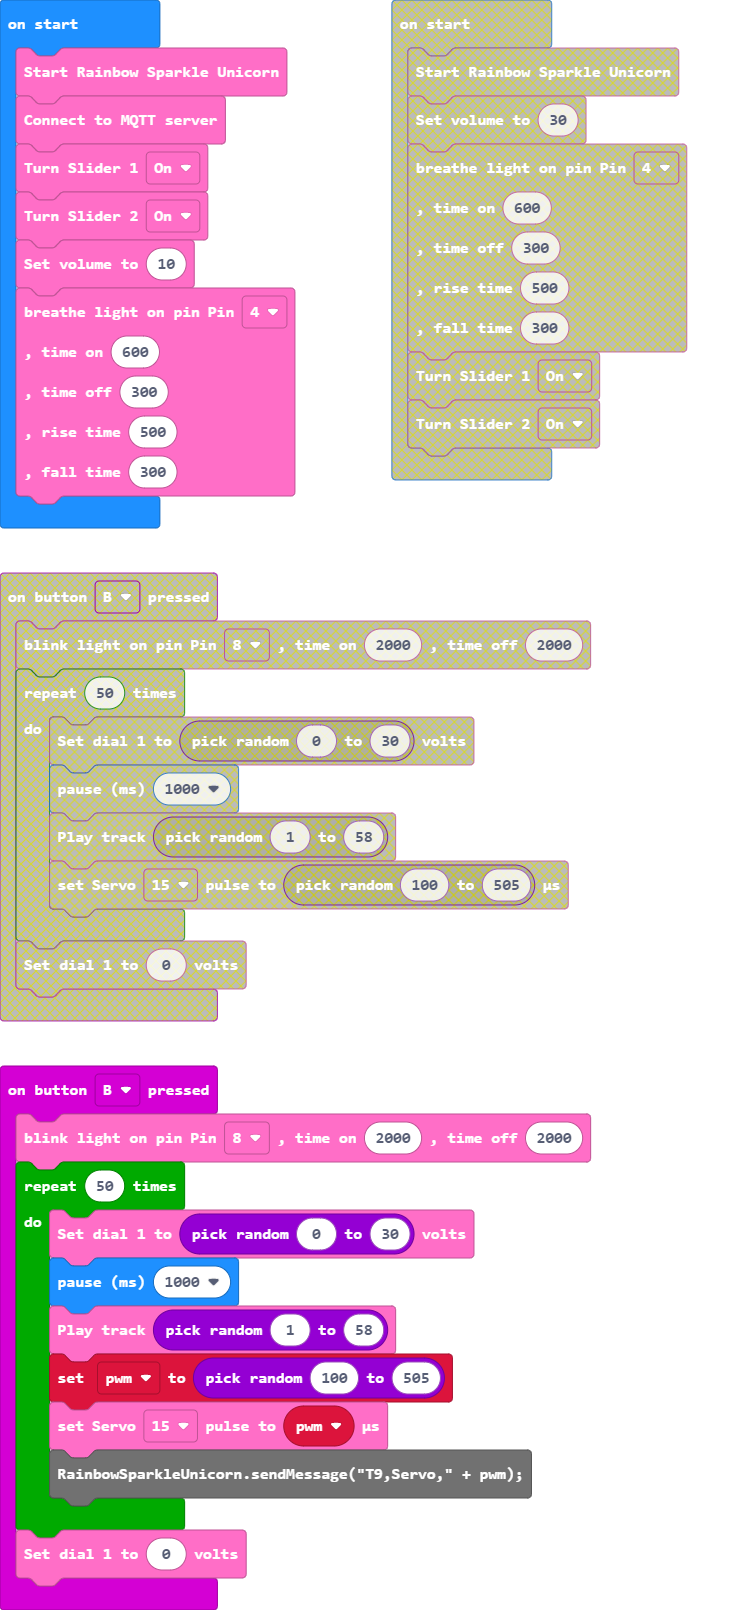 on start
Start Rainbow Sparkle Unicorn
Connect to MQTT server
Turn Slider 1 On
Turn Slider 2 On
Set volume to 10
breathe light on pin Pin 4
, time on 600
, time off 300
, rise time 500
, fall time 300
on start
Start Rainbow Sparkle Unicorn
Set volume to 30
breathe light on pin Pin 4
, time on 600
, time off 300
, rise time 500
, fall time 300
Turn Slider 1 On
Turn Slider 2 On
on button B pressed
blink light on pin Pin 8 , time on 2000 , time off 2000
repeat 50 times
do
Set dial 1 to pick random 0 to 30 volts
pause (ms) 1000
Play track pick random 1 to 58
set Servo 15 pulse to pick random 100 to 505 µs
Set dial 1 to 0 volts
on button B pressed
blink light on pin Pin 8 , time on 2000 , time off 2000
repeat 50 times
do
Set dial 1 to pick random 0 to 30 volts
pause (ms) 1000
Play track pick random 1 to 58
set pwm to pick random 100 to 505
set Servo 15 pulse to pwm µs
RainbowSparkleUnicorn.sendMessage("T9,Servo," + pwm);
Set dial 1 to 0 volts